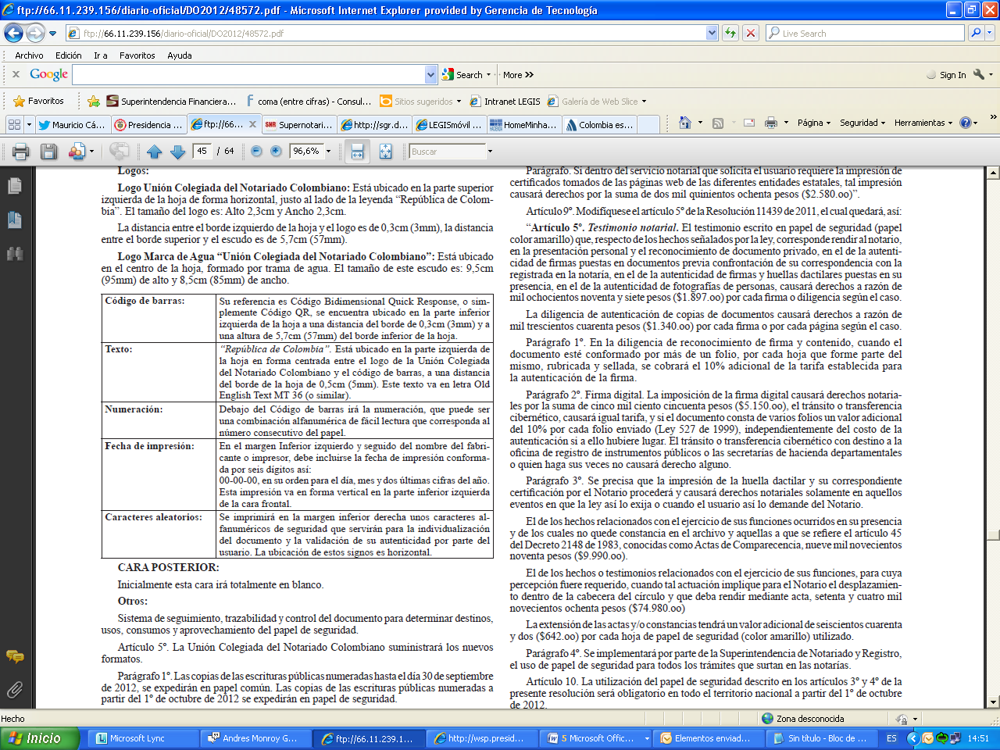 ftp://66.11.239.156/diario-oficial/DO2012/48572.pdf - Microsoft Internet Explorer provided by Gerencia de Tecnología
ftp://66.11.239.156/diario-oficial/DO2012/48572.pdf
Live Search
Archivo Edición Ir a Favoritos Ayuda
Google Search More Sign In
Favoritos Superintendencia Financiera... coma (entre cifras) - Consul... Sitios sugeridos Intranet LEGIS Galería de Web Slice
Mauricio Cá... Presidencia ... ftp://66.... Supernotari... http://sgr.d... LEGISmóvil ... HomeMinha... Colombia es... Página Seguridad Herramientas
45 / 64 96,6% Buscar
Logos:
Logo Unión Colegiada del Notariado Colombiano: Está ubicado en la parte superior
izquierda de la hoja de forma horizontal, justo al lado de la leyenda “República de Colom-
bia”. El tamaño del logo es: Alto 2,3cm y Ancho 2,3cm.
La distancia entre el borde izquierdo de la hoja y el logo es de 0,3cm (3mm), la distancia
entre el borde superior y el escudo es de 5,7cm (57mm).
Logo Marca de Agua “Unión Colegiada del Notariado Colombiano”: Está ubicado
en el centro de la hoja, formado por trama de agua. El tamaño de este escudo es: 9,5cm
(95mm) de alto y 8,5cm (85mm) de ancho.
Código de barras: Su referencia es Código Bidimensional Quick Response, o sim-
plemente Código QR, se encuentra ubicado en la parte inferior
izquierda de la hoja a una distancia del borde de 0,3cm (3mm) y a
una altura de 5,7cm (57mm) del borde inferior de la hoja.
Texto: “República de Colombia”. Está ubicado en la parte izquierda de
la hoja en forma centrada entre el logo de la Unión Colegiada
del Notariado Colombiano y el código de barras, a una distancia
del borde de la hoja de 0,5cm (5mm). Este texto va en letra Old
English Text MT 36 (o similar).
Numeración: Debajo del Código de barras irá la numeración, que puede ser
una combinación alfanumérica de fácil lectura que corresponda al
número consecutivo del papel.
Fecha de impresión: En el margen Inferior izquierdo y seguido del nombre del fabri-
cante o impresor, debe incluirse la fecha de impresión conforma-
da por seis dígitos así:
00-00-00, en su orden para el día, mes y dos últimas cifras del año.
Esta impresión va en forma vertical en la parte inferior izquierda
de la cara frontal.
Caracteres aleatorios: Se imprimirá en la margen inferior derecha unos caracteres al-
fanuméricos de seguridad que servirán para la individualización
del documento y la validación de su autenticidad por parte del
usuario. La ubicación de estos signos es horizontal.
CARA POSTERIOR:
Inicialmente esta cara irá totalmente en blanco.
Otros:
Sistema de seguimiento, trazabilidad y control del documento para determinar destinos,
usos, consumos y aprovechamiento del papel de seguridad.
Artículo 5º. La Unión Colegiada del Notariado Colombiano suministrará los nuevos
formatos.
Parágrafo 1º. Las copias de las escrituras públicas numeradas hasta el día 30 de septiembre
de 2012, se expedirán en papel común. Las copias de las escrituras públicas numeradas a
partir del 1º de octubre de 2012 se expedirán en papel de seguridad.
Parágrafo. Si dentro del servicio notarial que solicita el usuario requiere la impresión de
certificados tomados de las páginas web de las diferentes entidades estatales, tal impresión
causará derechos por la suma de dos mil quinientos ochenta pesos ($2.580.oo)”.
Artículo 9º. Modifíquese el artículo 5º de la Resolución 11439 de 2011, el cual quedará, así:
“Artículo 5º. Testimonio notarial. El testimonio escrito en papel de seguridad (papel
color amarillo) que, respecto de los hechos señalados por la ley, corresponde rendir al notario,
en la presentación personal y el reconocimiento de documento privado, en el de la autenti-
cidad de firmas puestas en documentos previa confrontación de su correspondencia con la
registrada en la notaría, en el de la autenticidad de firmas y huellas dactilares puestas en su
presencia, en el de la autenticidad de fotografías de personas, causará derechos a razón de
mil ochocientos noventa y siete pesos ($1.897.oo) por cada firma o diligencia según el caso.
La diligencia de autenticación de copias de documentos causará derechos a razón de
mil trescientos cuarenta pesos ($1.340.oo) por cada firma o por cada página según el caso.
Parágrafo 1º. En la diligencia de reconocimiento de firma y contenido, cuando el
documento esté conformado por más de un folio, por cada hoja que forme parte del
mismo, rubricada y sellada, se cobrará el 10% adicional de la tarifa establecida para
la autenticación de la firma.
Parágrafo 2º. Firma digital. La imposición de la firma digital causará derechos notaria-
les por la suma de cinco mil ciento cincuenta pesos ($5.150.oo), el tránsito o transferencia
cibernético, causará igual tarifa, y si el documento consta de varios folios un valor adicional
del 10% por cada folio enviado (Ley 527 de 1999), independientemente del costo de la
autenticación si a ello hubiere lugar. El tránsito o transferencia cibernético con destino a la
oficina de registro de instrumentos públicos o las secretarías de hacienda departamentales
o quien haga sus veces no causará derecho alguno.
Parágrafo 3º. Se precisa que la impresión de la huella dactilar y su correspondiente
certificación por el Notario procederá y causará derechos notariales solamente en aquellos
eventos en que la ley así lo exija o cuando el usuario así lo demande del Notario.
El de los hechos relacionados con el ejercicio de sus funciones ocurridos en su presencia
y de los cuales no quede constancia en el archivo y aquellas a que se refiere el artículo 45
del Decreto 2148 de 1983, conocidas como Actas de Comparecencia, nueve mil novecientos
noventa pesos ($9.990.oo).
El de los hechos o testimonios relacionados con el ejercicio de sus funciones, para cuya
percepción fuere requerido, cuando tal actuación implique para el Notario el desplazamien-
to dentro de la cabecera del círculo y que deba rendir mediante acta, setenta y cuatro mil
novecientos ochenta pesos ($74.980.oo)
La extensión de las actas y/o constancias tendrá un valor adicional de seiscientos cuarenta
y dos ($642.oo) por cada hoja de papel de seguridad (color amarillo) utilizado.
Parágrafo 4º. Se implementará por parte de la Superintendencia de Notariado y Registro,
el uso de papel de seguridad para todos los trámites que surtan en las notarías.
Artículo 10. La utilización del papel de seguridad descrito en los artículos 3º y 4º de la
presente resolución será obligatorio en todo el territorio nacional a partir del 1º de octubre
de 2012.
Hecho Zona desconocida
Inicio Microsoft Lync Andres Monroy G... ftp://66.11.239.1... http://wsp.presid... 5 Microsoft Offic... Elementos enviad... Sin título - Bloc de ... ES 14:51